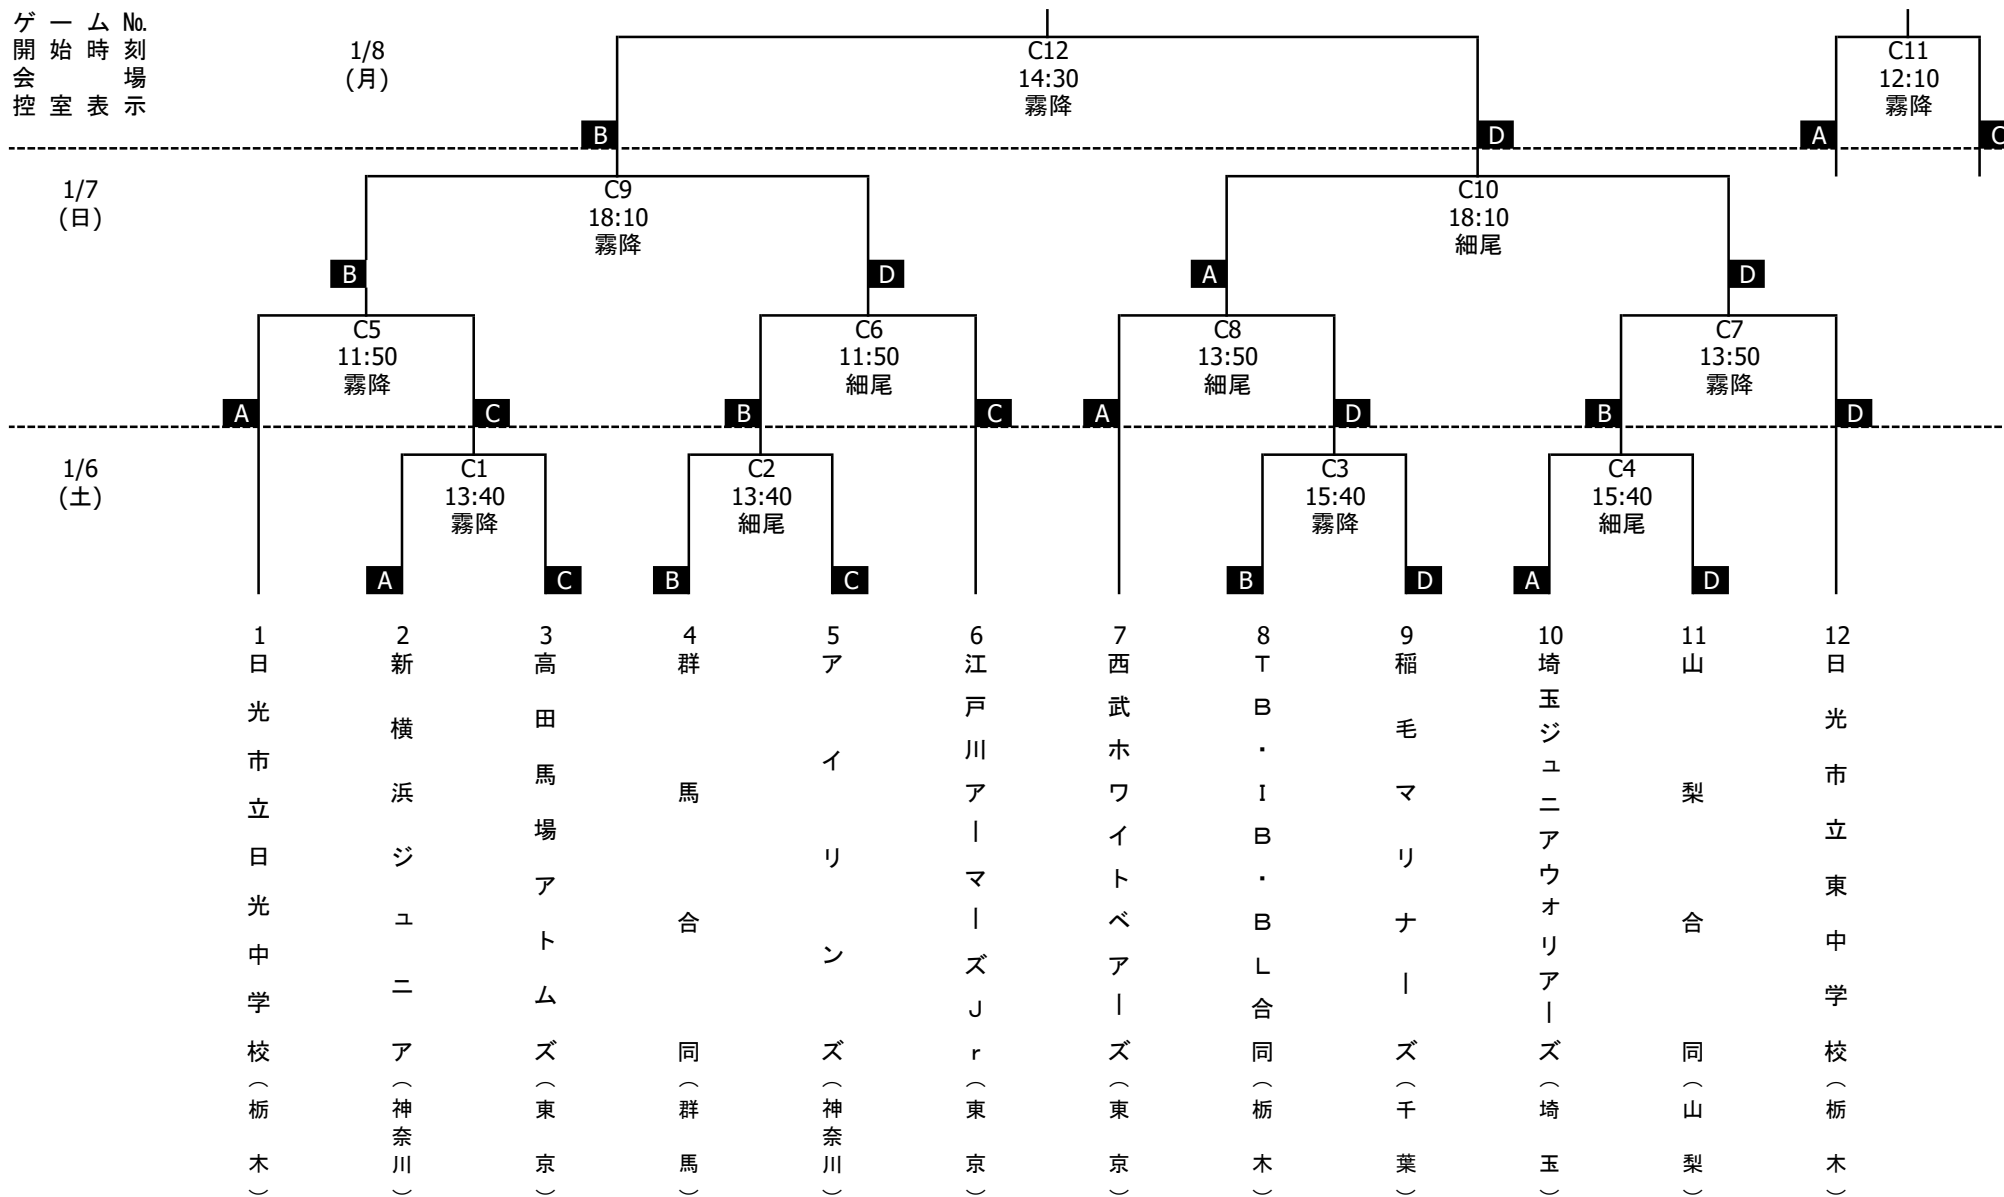 ゲームNo.
開始時刻
会場
控室表示
1/8
(月)
C12
14:30
霧降
C11
12:10
霧降
B
D
A
C
1/7
(日)
C9
18:10
霧降
C10
18:10
細尾
B
D
A
D
C5
11:50
霧降
C6
11:50
細尾
C8
13:50
細尾
C7
13:50
霧降
A
C
B
C
A
D
B
D
1/6
(土)
C1
13:40
霧降
C2
13:40
細尾
C3
15:40
霧降
C4
15:40
細尾
A
C
B
C
B
D
A
D
1
日光市立日光中学校(栃木)
2
新横浜ジュニア(神奈川)
3
高田馬場アトムズ(東京)
4
群馬合同(群馬)
5
アイリンズ(神奈川)
6
江戸川アーマーズJr(東京)
7
西武ホワイトベアーズ(東京)
8
TB・IB・BL合同(栃木)
9
稲毛マリナーズ(千葉)
10
埼玉ジュニアウォリアーズ(埼玉)
11
山梨合同(山梨)
12
日光市立東中学校(栃木)